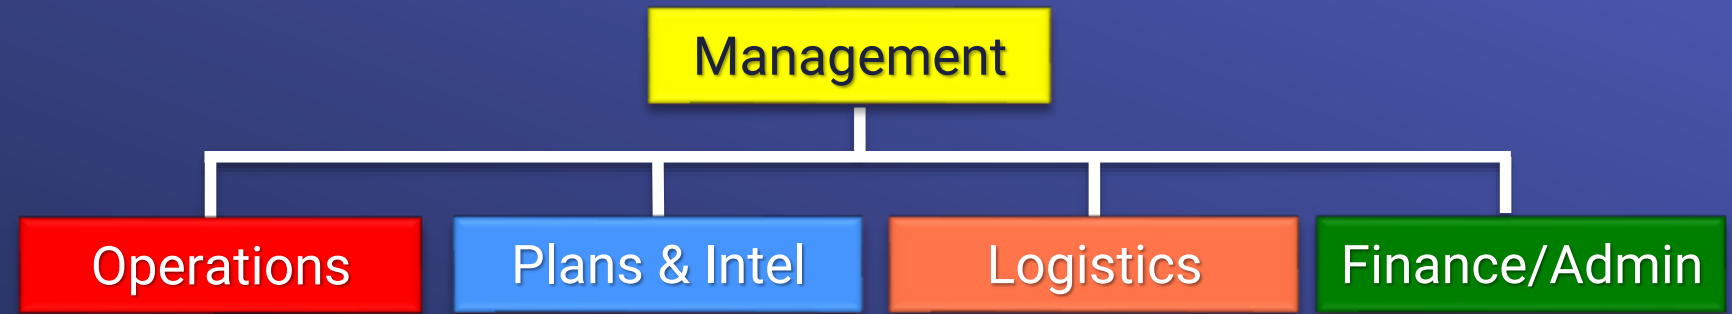 Management
Operations
Plans & Intel
Logistics
Finance/Admin